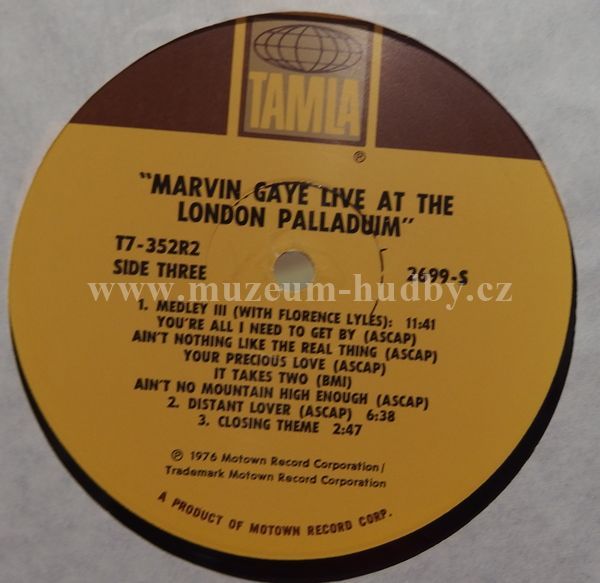 TAMLA
℗
"MARVIN GAYE LIVE AT THE
LONDON PALLADUIM"
T7-352R2
SIDE THREE 2699-S
www.muzeum-hudby.cz
1. MEDLEY III (WITH FLORENCE LYLES): 11:41
YOU'RE ALL I NEED TO GET BY (ASCAP)
AIN'T NOTHING LIKE THE REAL THING (ASCAP)
YOUR PRECIOUS LOVE (ASCAP)
IT TAKES TWO (BMI)
AIN'T NO MOUNTAIN HIGH ENOUGH (ASCAP)
2. DISTANT LOVER (ASCAP) 6:38
3. CLOSING THEME 2:47
℗ 1976 Motown Record Corporation/
Trademark Motown Record Corporation
A PRODUCT OF MOTOWN RECORD CORP.